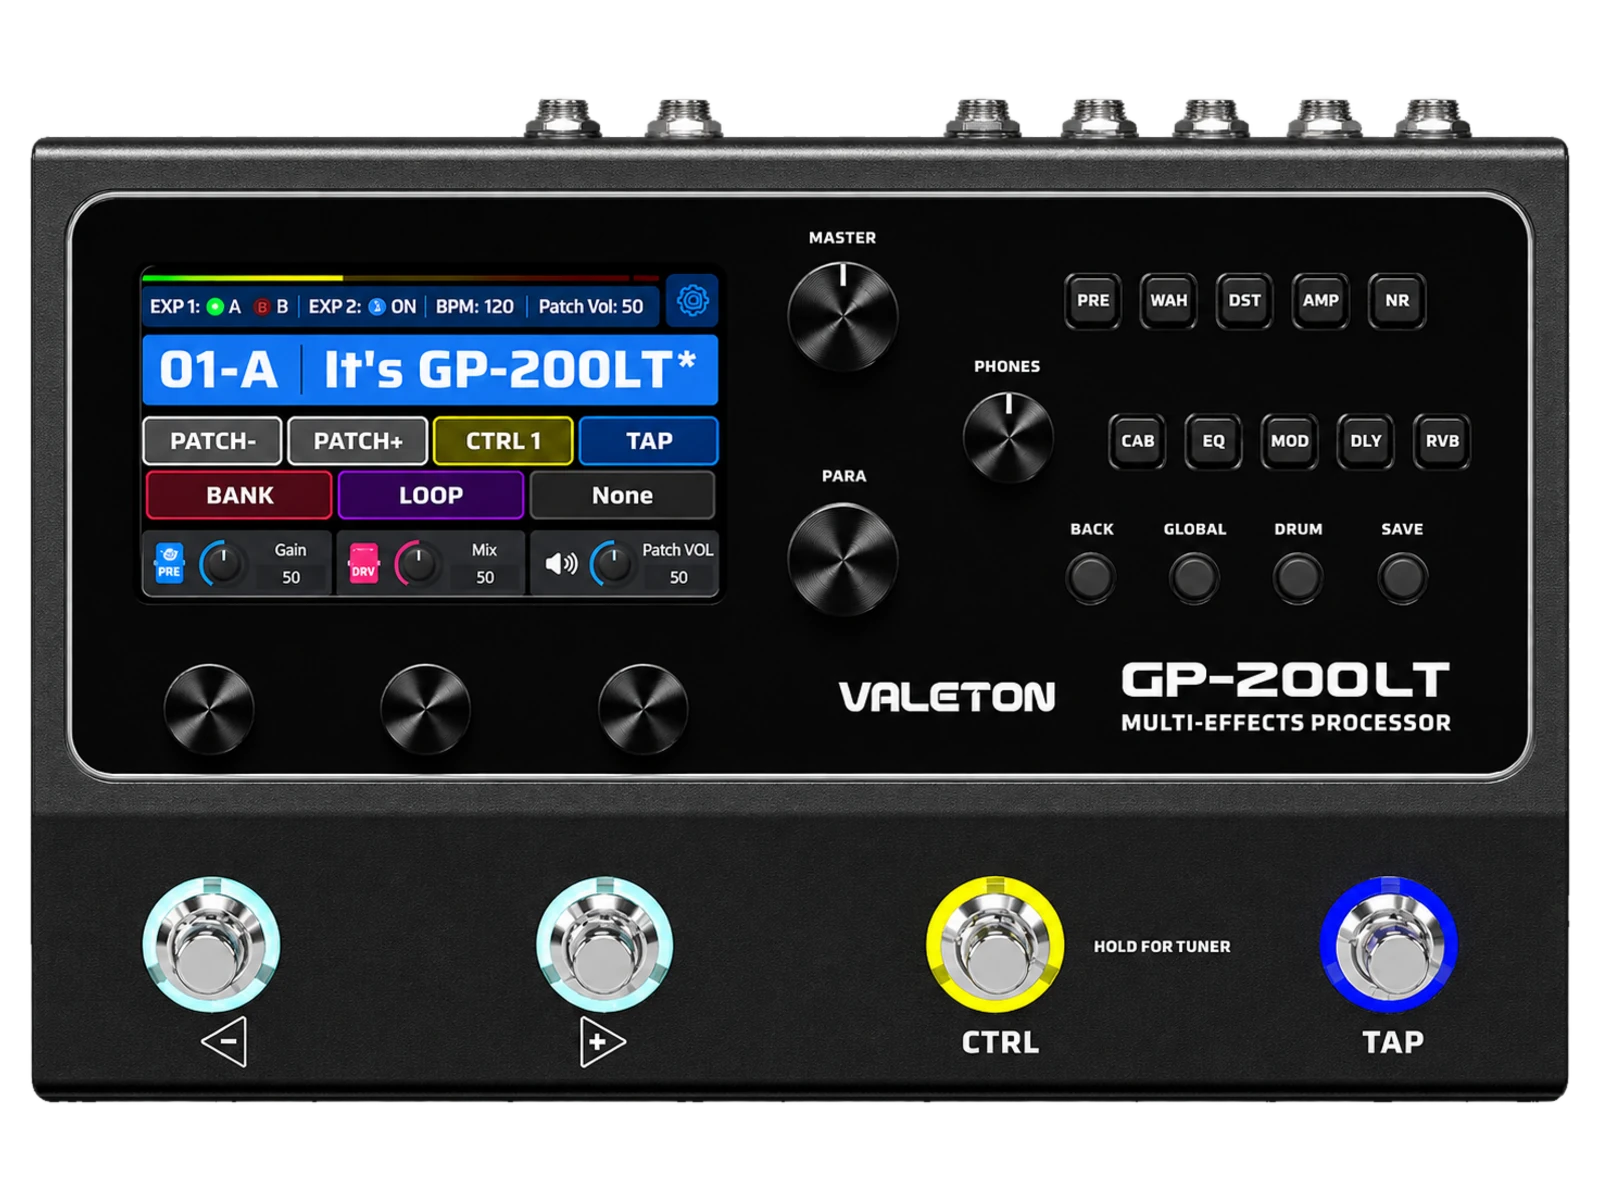 MASTER
EXP 1: A B B EXP 2: ON BPM: 120 Patch Vol: 50
01-A It's GP-200LT*
PATCH- PATCH+ CTRL 1 TAP
BANK LOOP None
PRE Gain 50
DRV Mix 50
Patch VOL 50
PHONES
PARA
PRE WAH DST AMP NR
CAB EQ MOD DLY RVB
BACK GLOBAL DRUM SAVE
VALETON
GP-200LT
MULTI-EFFECTS PROCESSOR
HOLD FOR TUNER
- + CTRL TAP